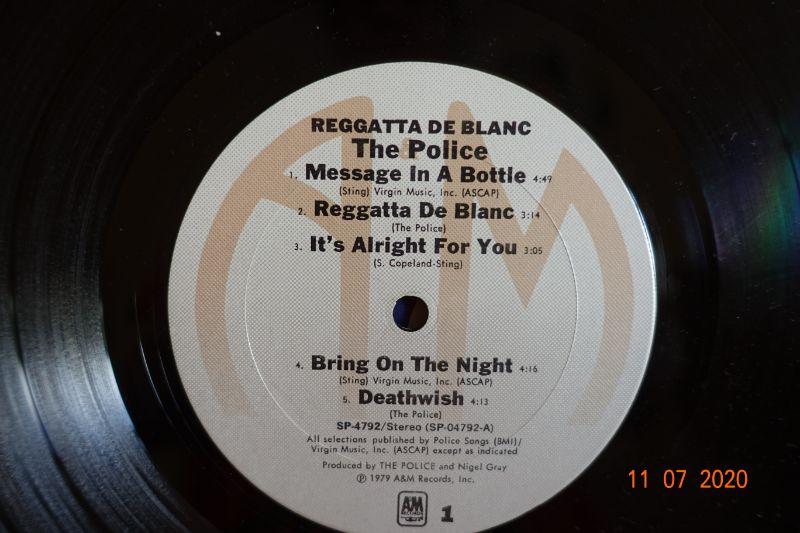 REGGATTA DE BLANC
The Police
1. Message In A Bottle 4:49
(Sting) Virgin Music, Inc. (ASCAP)
2. Reggatta De Blanc 3:14
(The Police)
3. It's Alright For You 3:05
(S. Copeland-Sting)
4. Bring On The Night 4:16
(Sting) Virgin Music, Inc. (ASCAP)
5. Deathwish 4:13
(The Police)
SP-4792/Stereo (SP-04792-A)
All selections published by Police Songs (BMI)/
Virgin Music, Inc. (ASCAP) except as indicated
Produced by THE POLICE and Nigel Gray
Ⓟ 1979 A&M Records, Inc.
A&M
RECORDS
1
11 07 2020